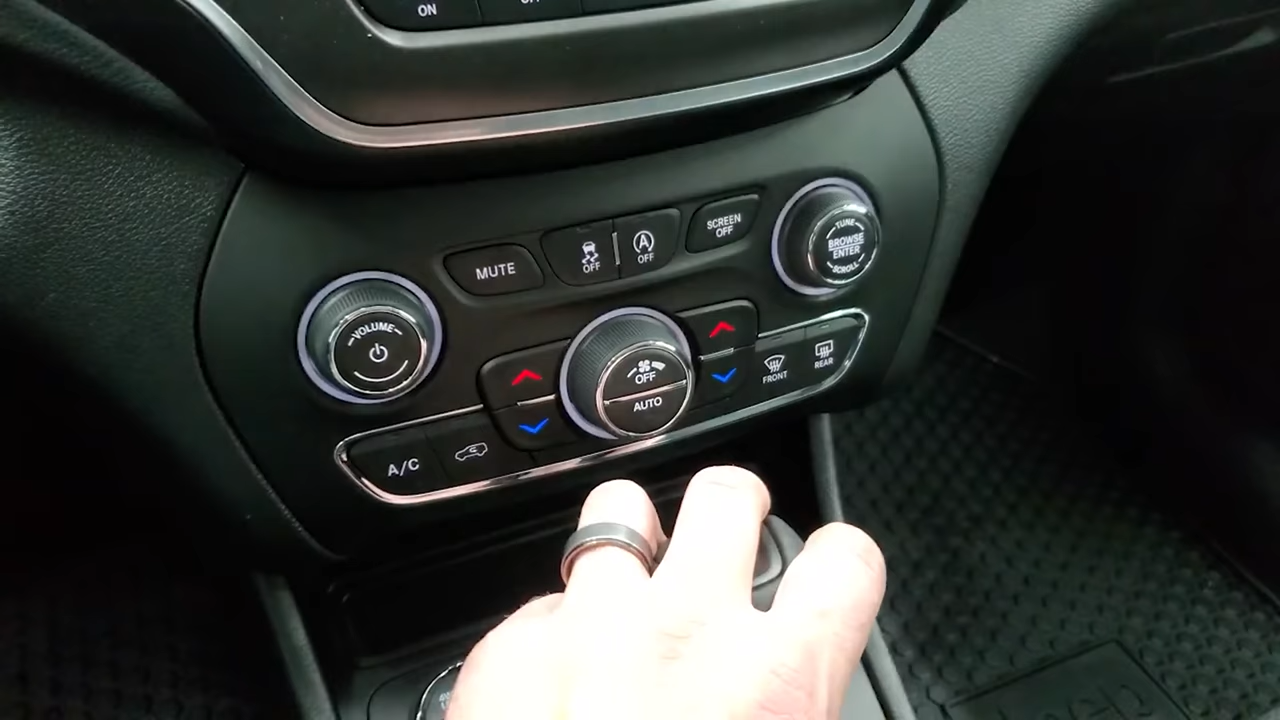 ON
MUTE
OFF
OFF
SCREEN
OFF
TUNE
BROWSE
ENTER
SCROLL
VOLUME
OFF
AUTO
FRONT
REAR
A/C